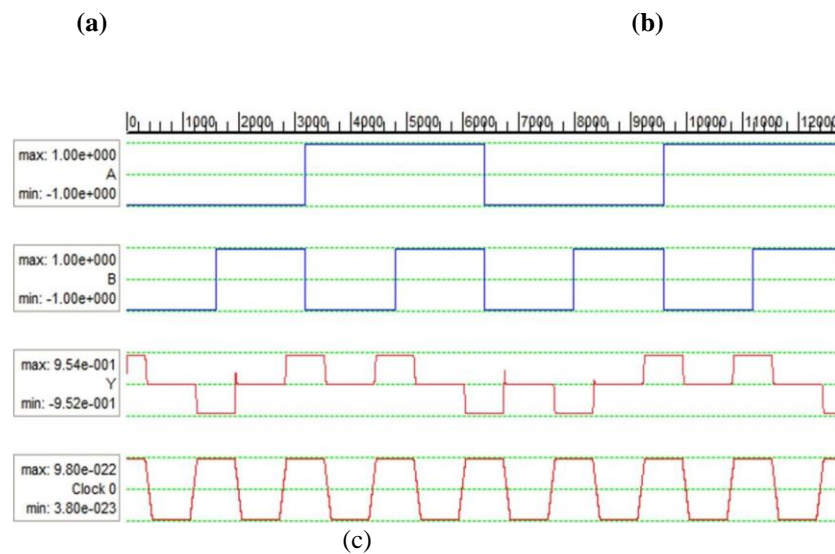 (a) (b)
0 1000 2000 3000 4000 5000 6000 7000 8000 9000 10000 11000 12000
max: 1.00e+000
A
min: -1.00e+000
max: 1.00e+000
B
min: -1.00e+000
max: 9.54e-001
Y
min: -9.52e-001
max: 9.80e-022
Clock 0
min: 3.80e-023
(c)